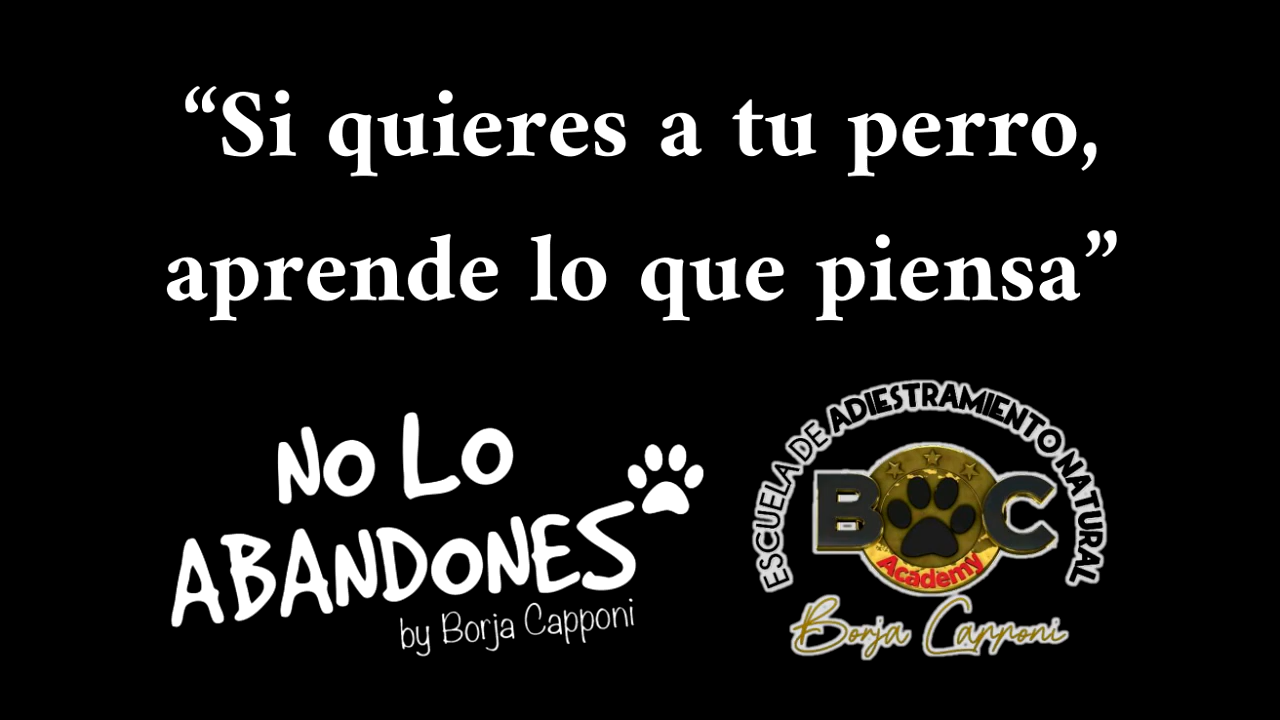 “Si quieres a tu perro,
aprende lo que piensa”
NO LO
ABANDONES
by Borja Capponi
ESCUELA DE ADIESTRAMIENTO NATURAL
BC
Academy
Borja Capponi